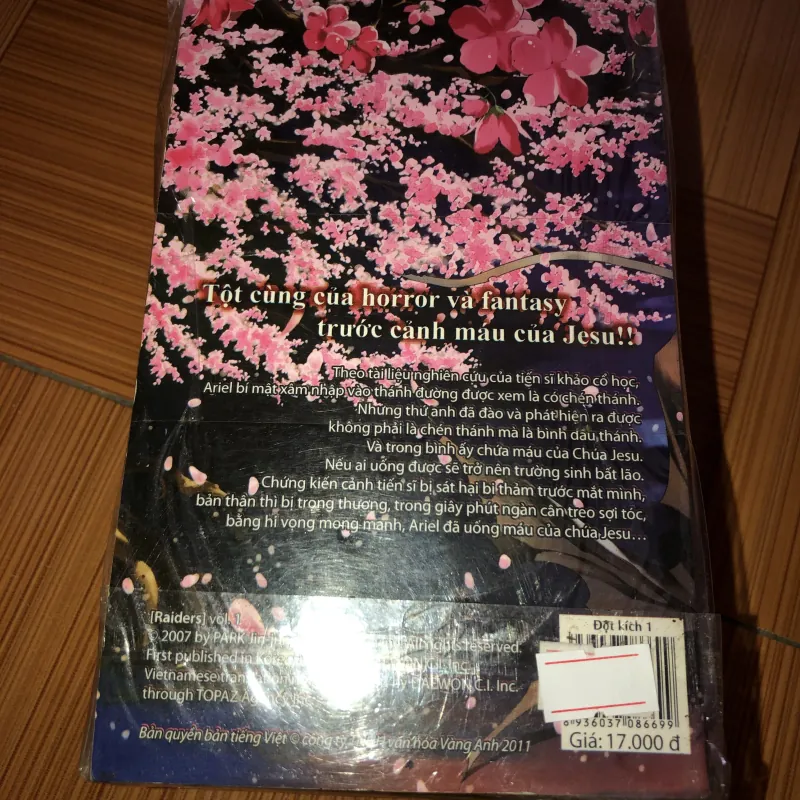 Tột cùng của horror và fantasy
trước cảnh máu của Jesu!!
Theo tài liệu nghiên cứu của tiến sĩ khảo cổ học,
Ariel bí mật xâm nhập vào thánh đường được xem là có chén thánh.
Những thứ anh đã đào và phát hiện ra được
không phải là chén thánh mà là bình dầu thánh.
Và trong bình ấy chứa máu của Chúa Jesu.
Nếu ai uống được sẽ trở nên trường sinh bất lão.
Chứng kiến cảnh tiến sĩ bị sát hại bi thảm trước mắt mình,
bản thân thì bị trọng thương, trong giây phút ngàn cân treo sợi tóc,
bằng hi vọng mong manh, Ariel đã uống máu của chúa Jesu...
[Raiders] vol. 1
© 2007 by PARK All rights reserved.
First published in Inc.
Vietnamese by DAEWON C.I. Inc.
through TOPAZ
Bản quyền bản tiếng Việt © công ty văn hóa Vàng Anh 2011
Đột kích 1
8 936037 086699
Giá: 17.000 đ